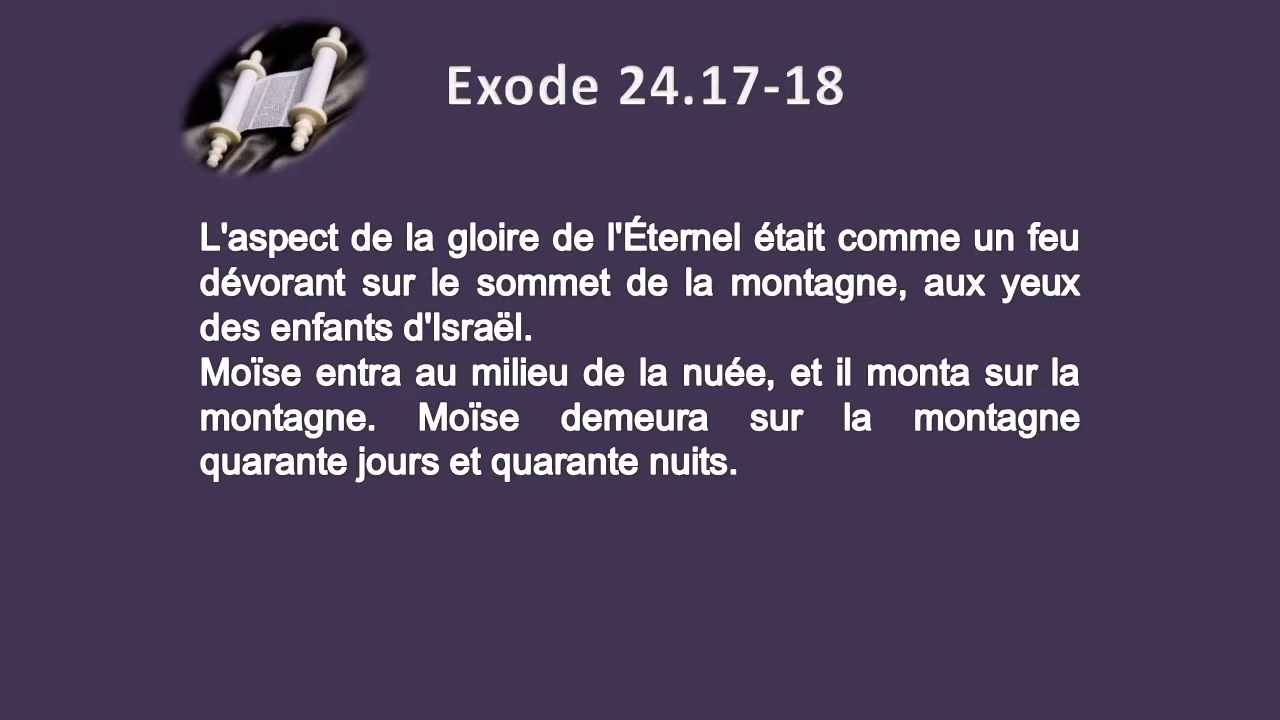 Exode 24.17-18
L'aspect de la gloire de l'Éternel était comme un feu
dévorant sur le sommet de la montagne, aux yeux
des enfants d'Israël.
Moïse entra au milieu de la nuée, et il monta sur la
montagne. Moïse demeura sur la montagne
quarante jours et quarante nuits.